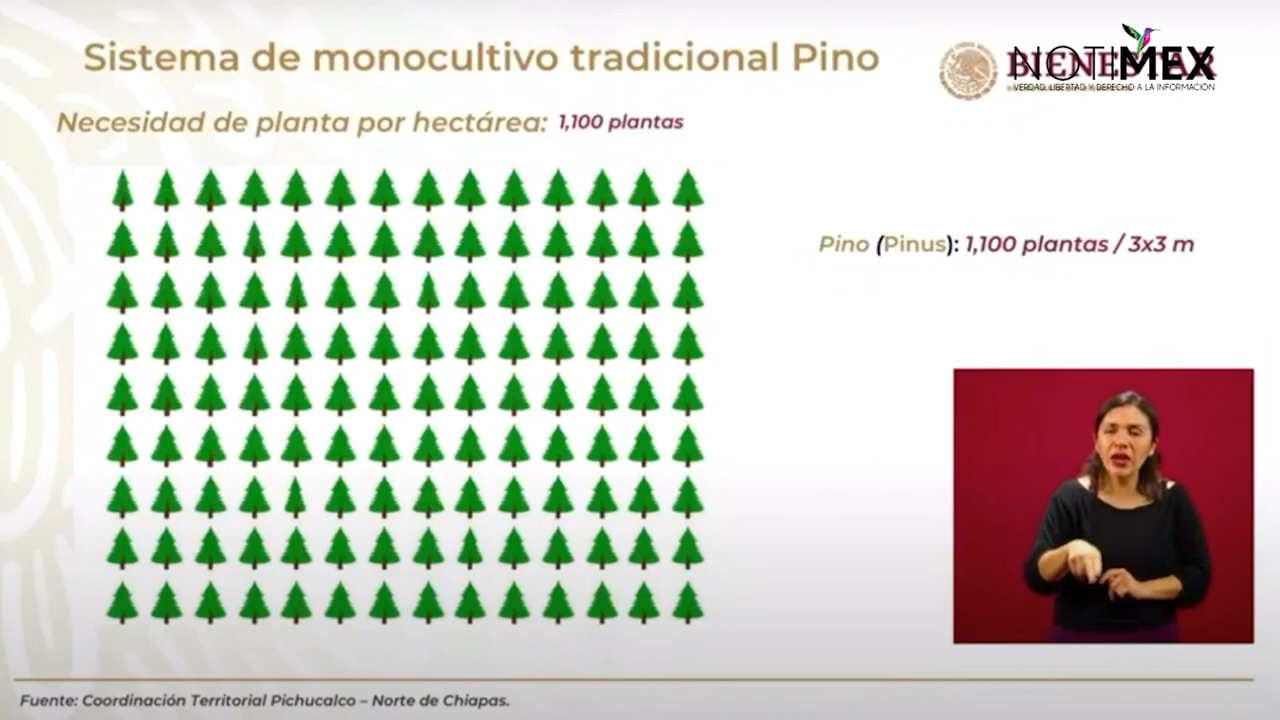 Sistema de monocultivo tradicional Pino
BIENESTAR
NOTIMEX
VERDAD, LIBERTAD Y DERECHO A LA INFORMACIÓN
Necesidad de planta por hectárea: 1,100 plantas
Pino (Pinus): 1,100 plantas / 3x3 m
Fuente: Coordinación Territorial Pichucalco – Norte de Chiapas.